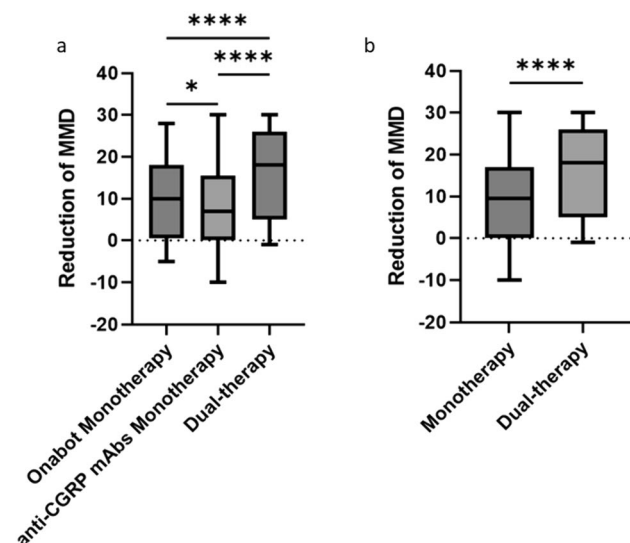 a
****
****
*
Reduction of MMD
40
30
20
10
0
-10
-20
Onabot Monotherapy
anti-CGRP mAbs Monotherapy
Dual-therapy
b
****
Reduction of MMD
40
30
20
10
0
-10
-20
Monotherapy
Dual-therapy